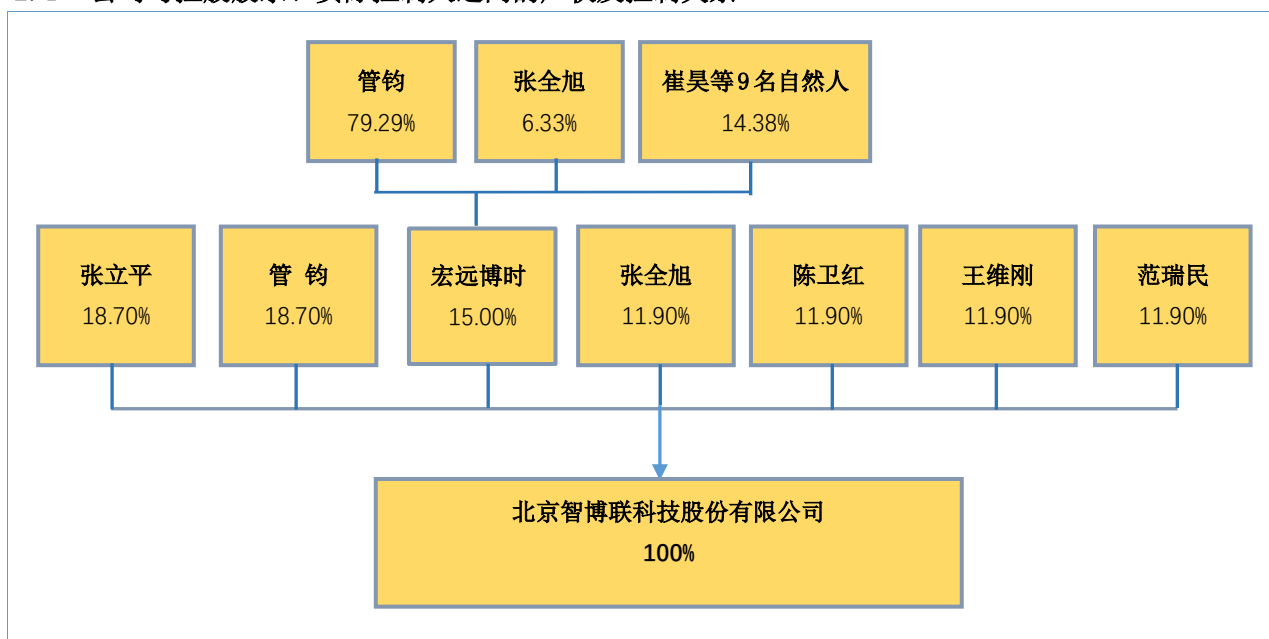 管钧
79.29%
张全旭
6.33%
崔昊等9名自然人
14.38%
张立平
18.70%
管 钧
18.70%
宏远博时
15.00%
张全旭
11.90%
陈卫红
11.90%
王维刚
11.90%
范瑞民
11.90%
北京智博联科技股份有限公司
100%